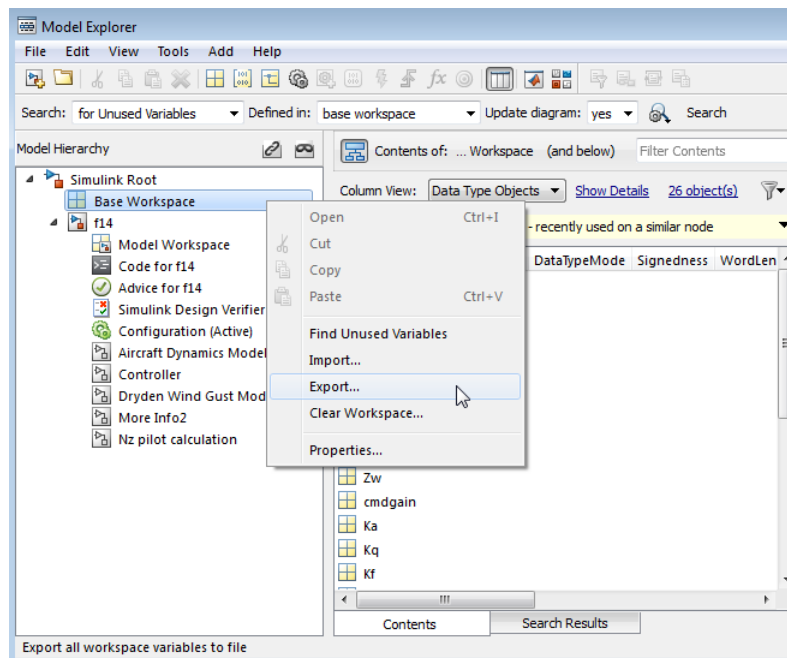 Model Explorer
File Edit View Tools Add Help
Search: for Unused Variables Defined in: base workspace Update diagram: yes Search
Model Hierarchy
Contents of: ... Workspace (and below) Filter Contents
Simulink Root
Column View: Data Type Objects Show Details 26 object(s)
Base Workspace
f14
Open Ctrl+I
- recently used on a similar node
Model Workspace
Cut
DataTypeMode Signedness WordLen
Code for f14
Copy
Advice for f14
Paste Ctrl+V
Simulink Design Verifier
Configuration (Active)
Find Unused Variables
Aircraft Dynamics Model
Import...
Controller
Export...
Dryden Wind Gust Mod
Clear Workspace...
More Info2
Nz pilot calculation
Properties...
Zw
cmdgain
Ka
Kq
Kf
Contents Search Results
Export all workspace variables to file